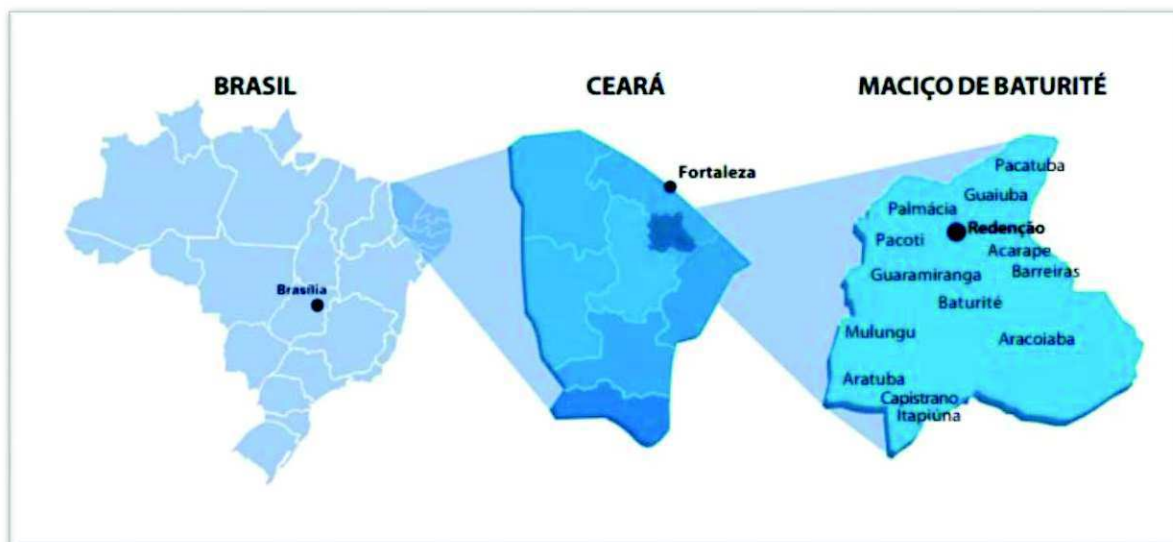 BRASIL
Brasília
CEARÁ
Fortaleza
MACIÇO DE BATURITÉ
Pacatuba
Guaiuba
Palmácia
Redenção
Pacoti
Acarape
Barreiras
Guaramiranga
Baturité
Mulungu
Aracoiaba
Aratuba
Capistrano
Itapiúna